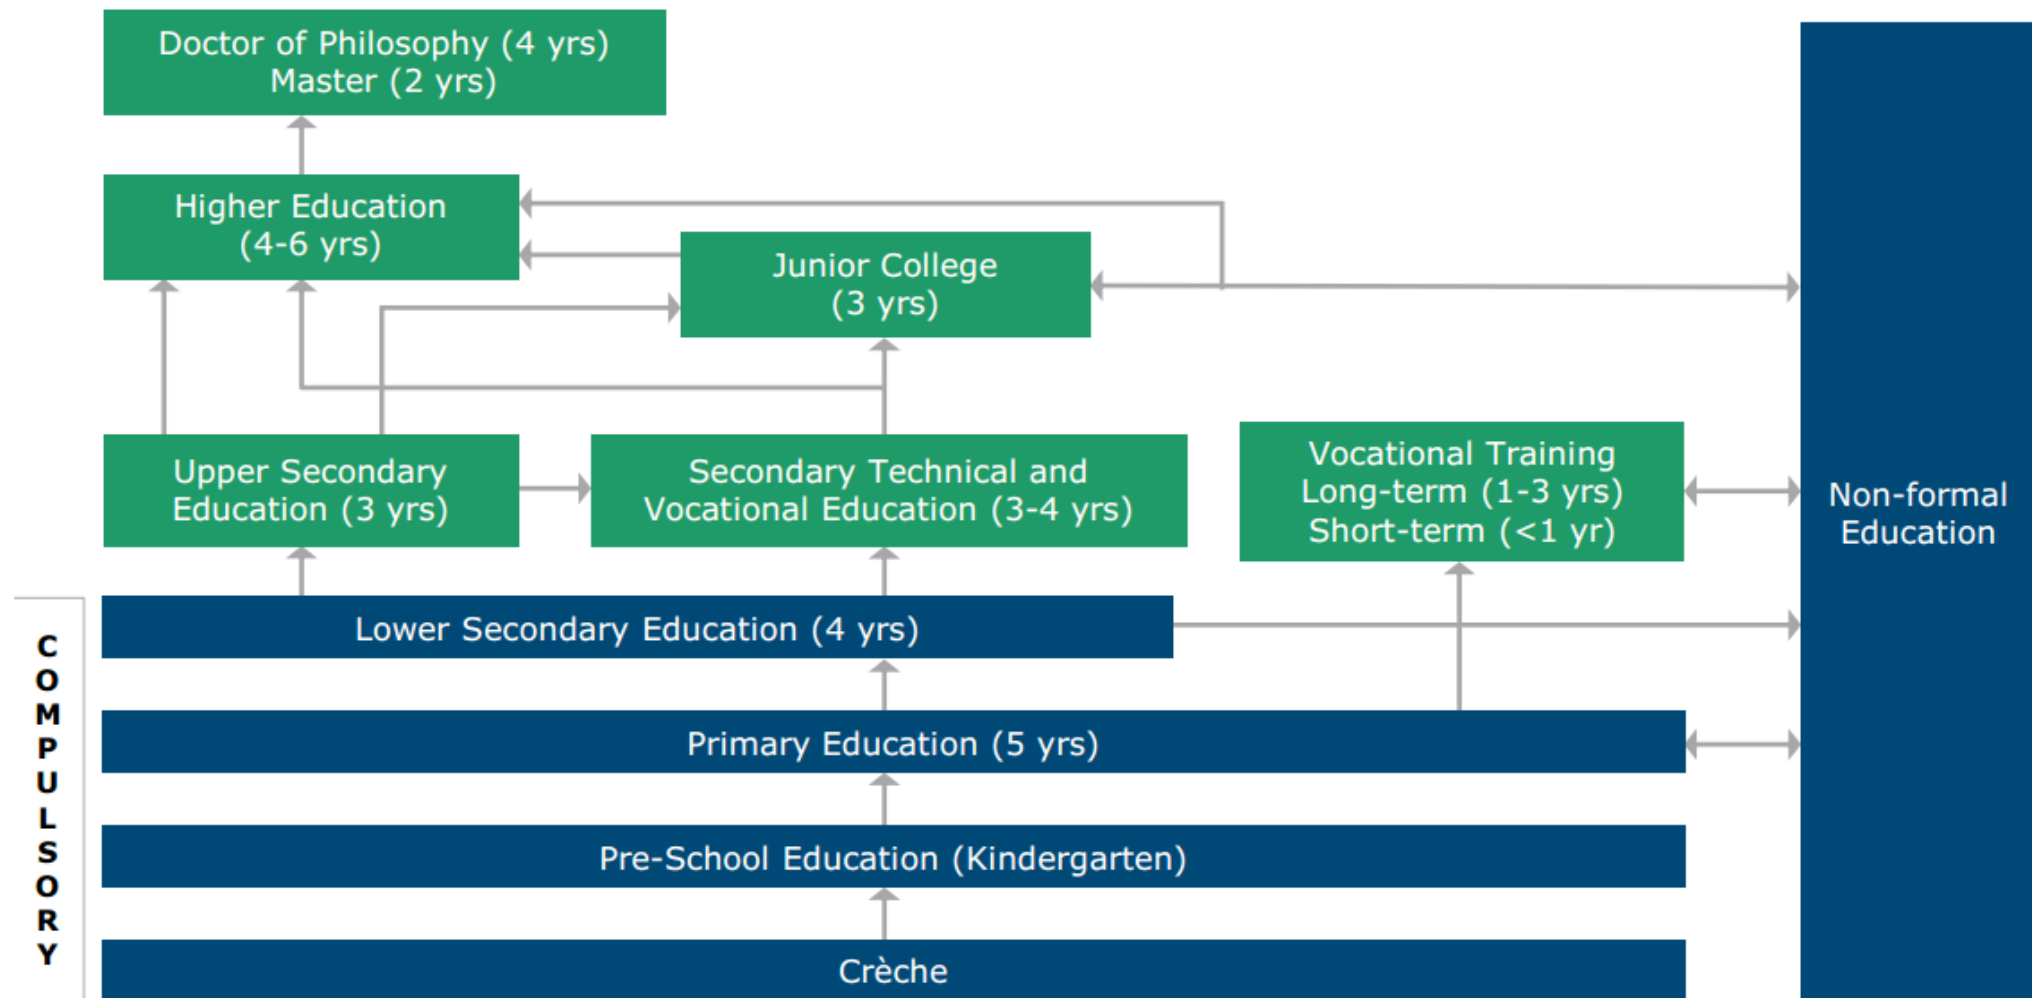 Doctor of Philosophy (4 yrs)
Master (2 yrs)
Higher Education
(4-6 yrs)
Junior College
(3 yrs)
Upper Secondary
Education (3 yrs)
Secondary Technical and
Vocational Education (3-4 yrs)
Vocational Training
Long-term (1-3 yrs)
Short-term (<1 yr)
Non-formal
Education
COMPULSORY
Lower Secondary Education (4 yrs)
Primary Education (5 yrs)
Pre-School Education (Kindergarten)
Crèche